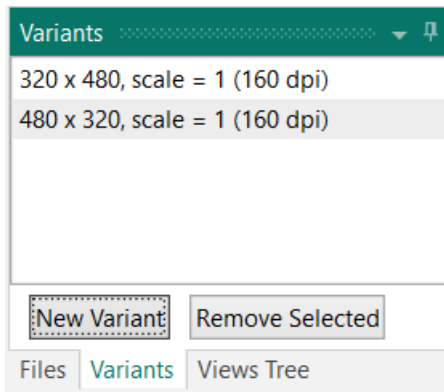 Variants
320 x 480, scale = 1 (160 dpi)
480 x 320, scale = 1 (160 dpi)
New Variant Remove Selected
Files Variants Views Tree